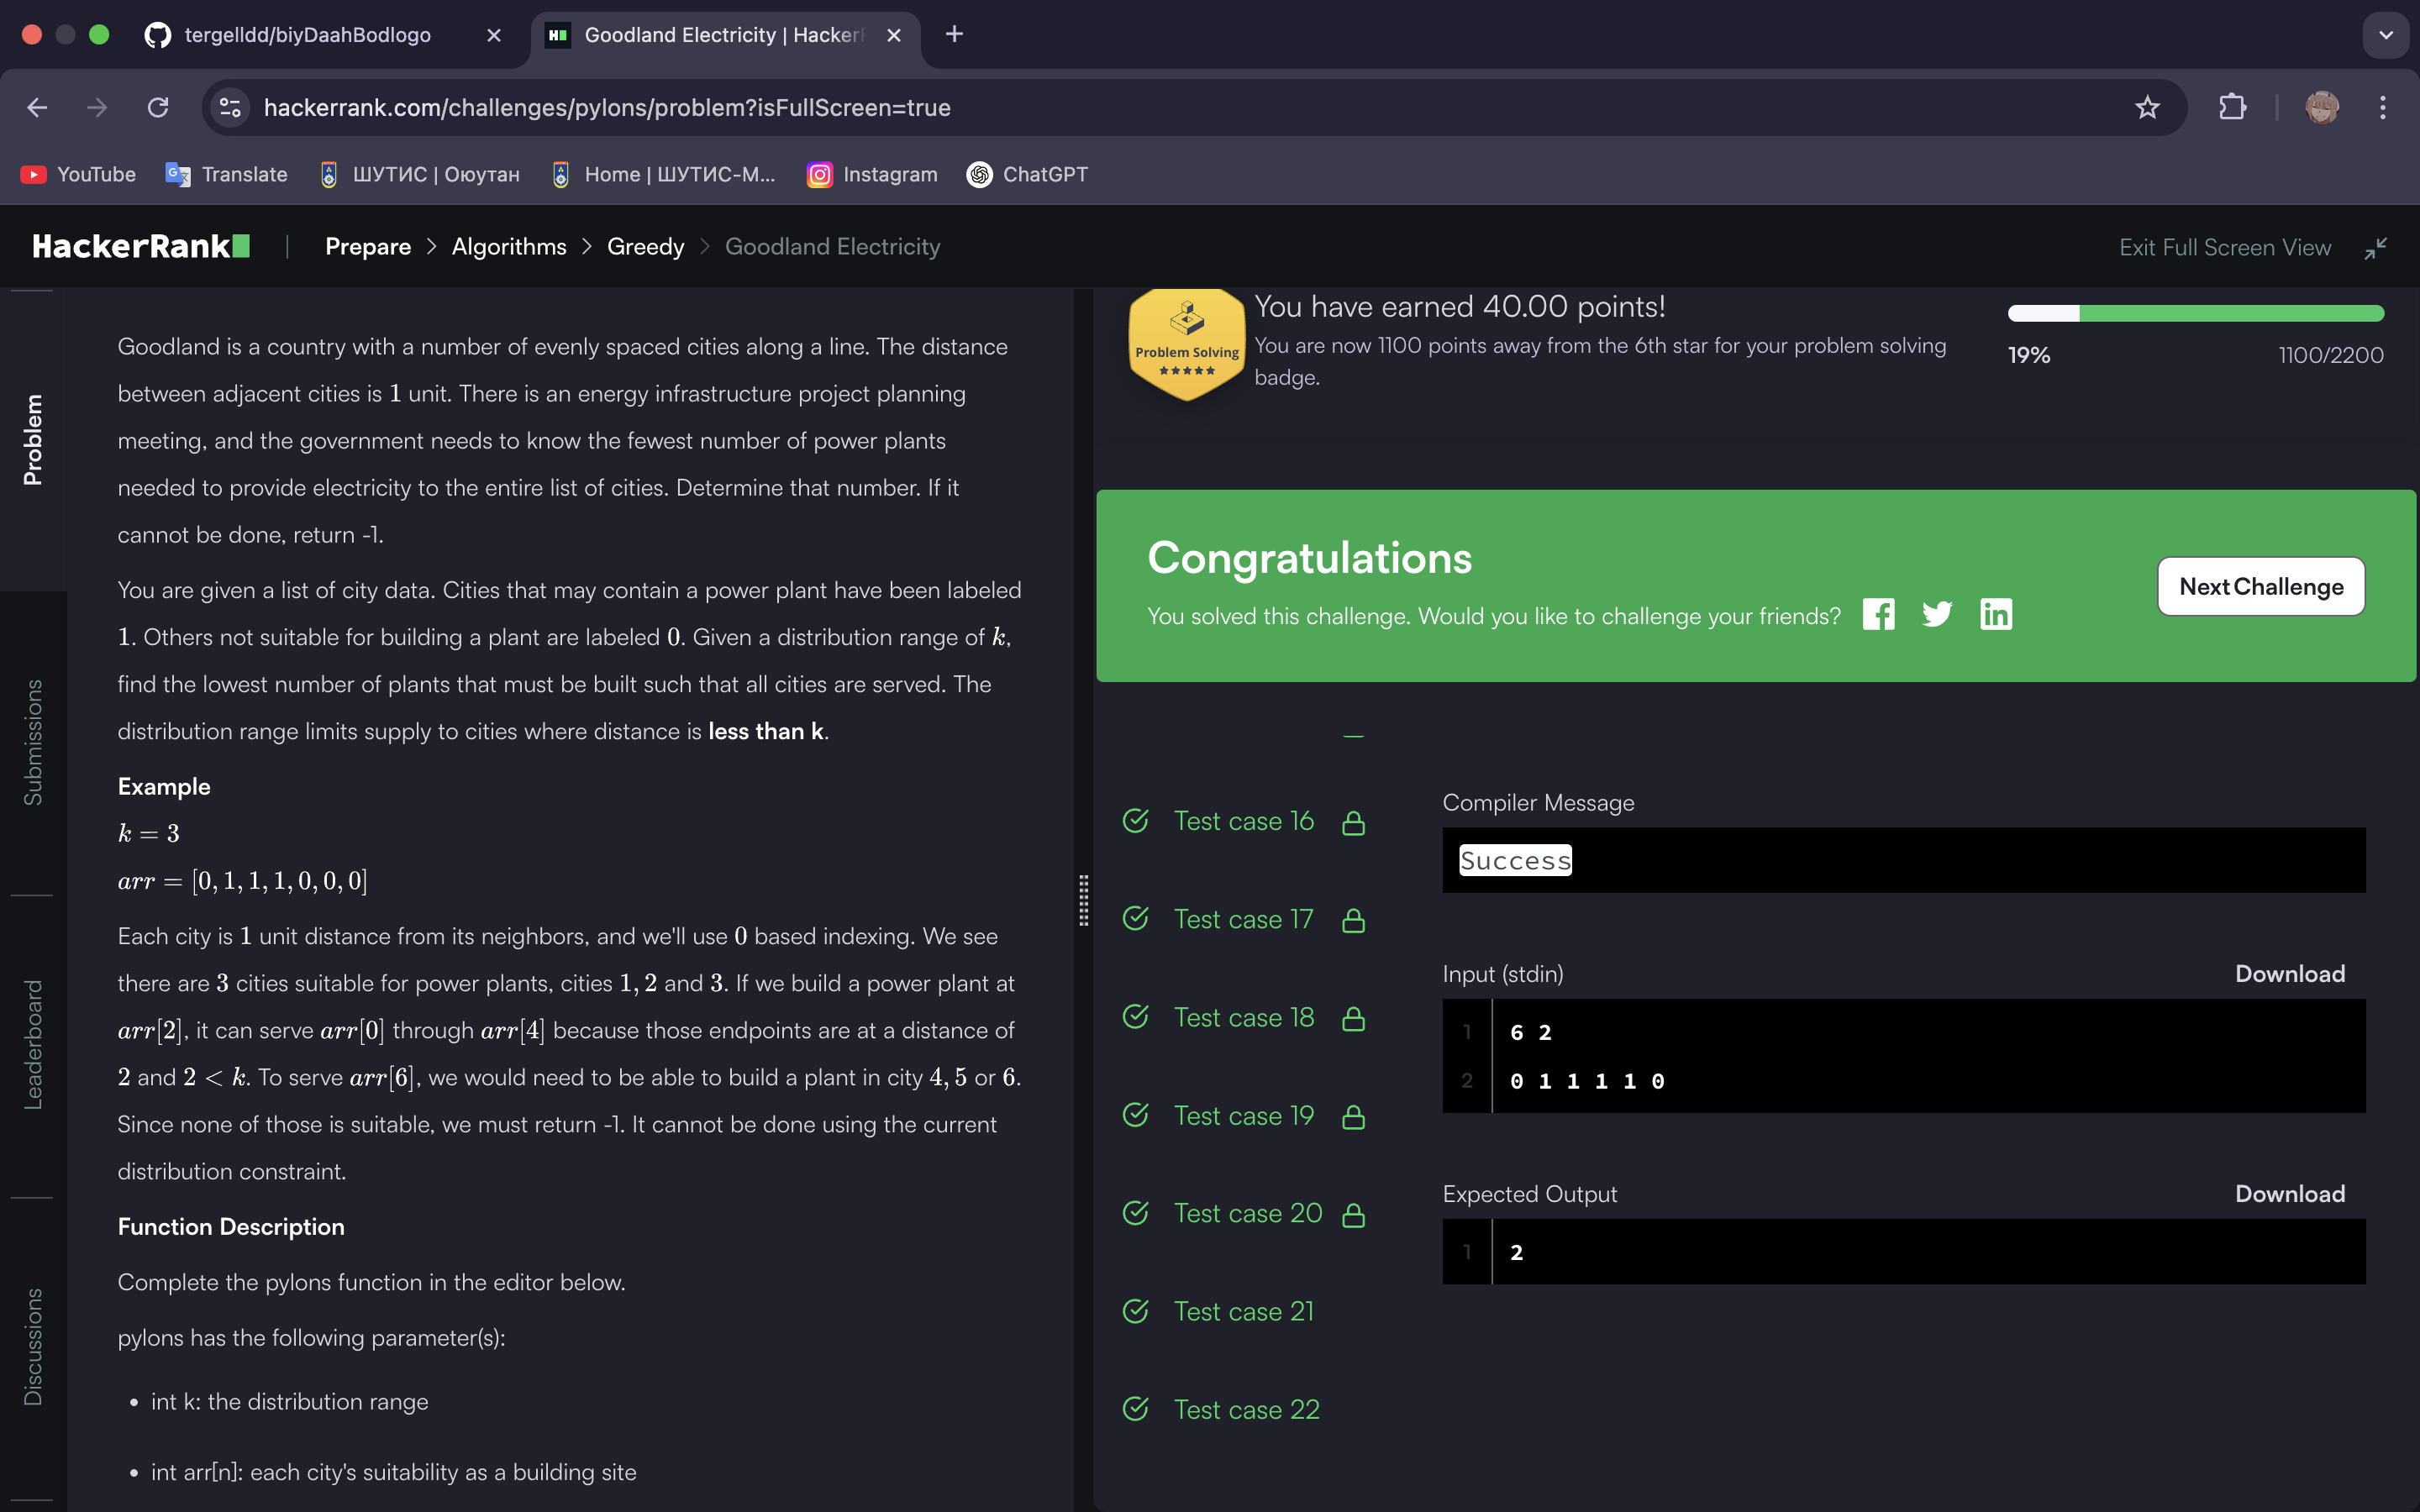 tergelldd/biyDaahBodlogo
Goodland Electricity | Hacker
hackerrank.com/challenges/pylons/problem?isFullScreen=true
YouTube
Translate
ШУТИС | Оюутан
Home | ШУТИС-М...
Instagram
ChatGPT
HackerRank
Prepare > Algorithms > Greedy > Goodland Electricity
Exit Full Screen View
Problem
Submissions
Leaderboard
Discussions
Goodland is a country with a number of evenly spaced cities along a line. The distance
between adjacent cities is 1 unit. There is an energy infrastructure project planning
meeting, and the government needs to know the fewest number of power plants
needed to provide electricity to the entire list of cities. Determine that number. If it
cannot be done, return -1.
You are given a list of city data. Cities that may contain a power plant have been labeled
1. Others not suitable for building a plant are labeled 0. Given a distribution range of k,
find the lowest number of plants that must be built such that all cities are served. The
distribution range limits supply to cities where distance is less than k.
Example
k = 3
arr = [0, 1, 1, 1, 0, 0, 0]
Each city is 1 unit distance from its neighbors, and we'll use 0 based indexing. We see
there are 3 cities suitable for power plants, cities 1, 2 and 3. If we build a power plant at
arr[2], it can serve arr[0] through arr[4] because those endpoints are at a distance of
2 and 2 < k. To serve arr[6], we would need to be able to build a plant in city 4, 5 or 6.
Since none of those is suitable, we must return -1. It cannot be done using the current
distribution constraint.
Function Description
Complete the pylons function in the editor below.
pylons has the following parameter(s):
• int k: the distribution range
• int arr[n]: each city's suitability as a building site
Problem Solving
You have earned 40.00 points!
You are now 1100 points away from the 6th star for your problem solving
badge.
19%
1100/2200
Congratulations
You solved this challenge. Would you like to challenge your friends?
Next Challenge
Test case 16
Test case 17
Test case 18
Test case 19
Test case 20
Test case 21
Test case 22
Compiler Message
Success
Input (stdin)
Download
1 6 2
2 0 1 1 1 1 0
Expected Output
Download
1 2